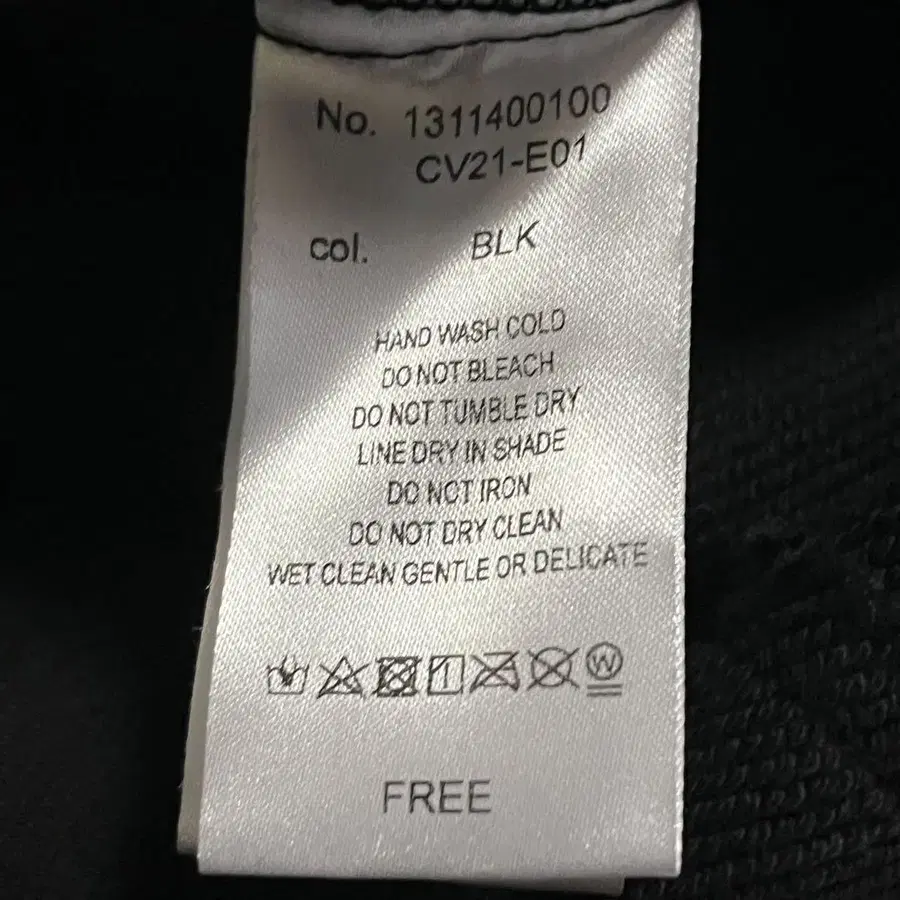 No. 1311400100
CV21-E01
col. BLK
HAND WASH COLD
DO NOT BLEACH
DO NOT TUMBLE DRY
LINE DRY IN SHADE
DO NOT IRON
DO NOT DRY CLEAN
WET CLEAN GENTLE OR DELICATE
W
FREE